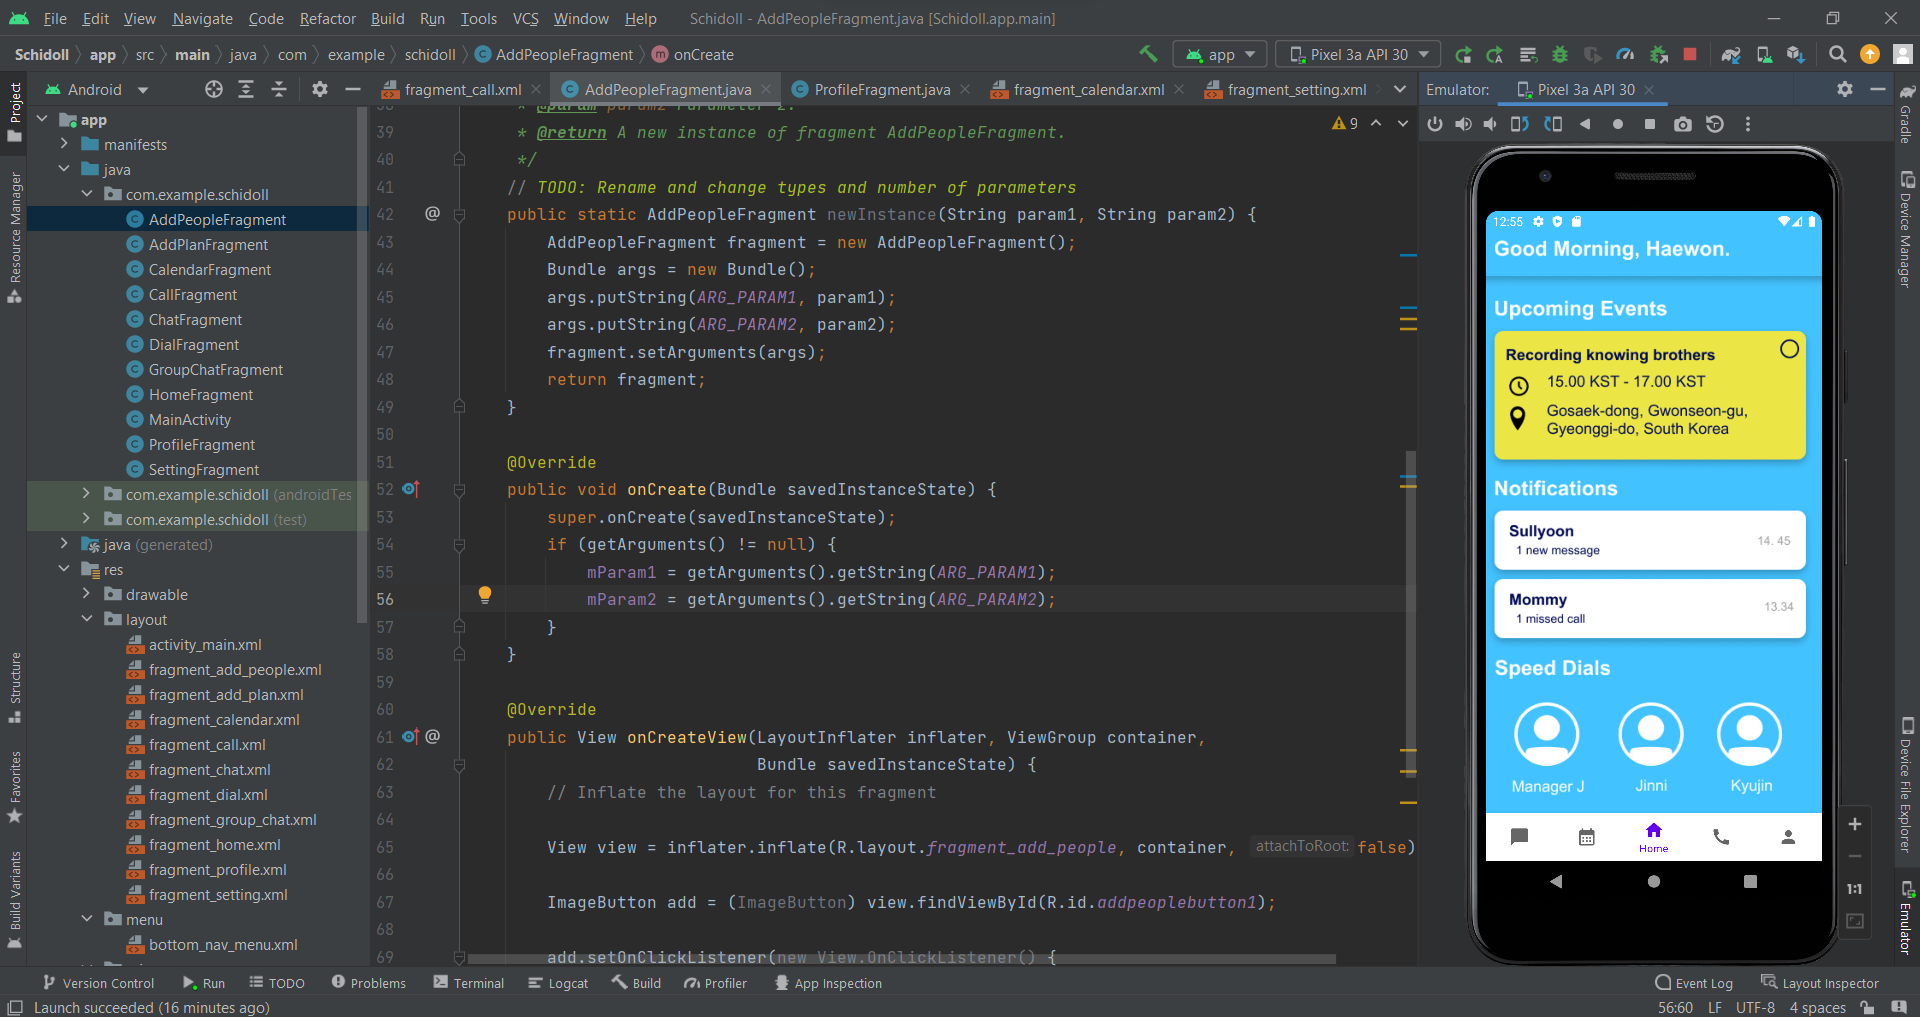 File Edit View Navigate Code Refactor Build Run Tools VCS Window Help Schidoll - AddPeopleFragment.java [Schidoll.app.main]
Schidoll app src main java com example schidoll AddPeopleFragment onCreate app Pixel 3a API 30
Project
Android
fragment_call.xml AddPeopleFragment.java ProfileFragment.java fragment_calendar.xml fragment_setting.xml
Emulator: Pixel 3a API 30
app
manifests
java
com.example.schidoll
AddPeopleFragment
AddPlanFragment
CalendarFragment
CallFragment
ChatFragment
DialFragment
GroupChatFragment
HomeFragment
MainActivity
ProfileFragment
SettingFragment
com.example.schidoll (androidTes
com.example.schidoll (test)
java (generated)
res
drawable
layout
activity_main.xml
fragment_add_people.xml
fragment_add_plan.xml
fragment_calendar.xml
fragment_call.xml
fragment_chat.xml
fragment_dial.xml
fragment_group_chat.xml
fragment_home.xml
fragment_profile.xml
fragment_setting.xml
menu
bottom_nav_menu.xml
Resource Manager
Structure
Favorites
Build Variants
38 * @param param2 Parameter 2.
39 * @return A new instance of fragment AddPeopleFragment.
40 */
41 // TODO: Rename and change types and number of parameters
42 @ public static AddPeopleFragment newInstance(String param1, String param2) {
43 AddPeopleFragment fragment = new AddPeopleFragment();
44 Bundle args = new Bundle();
45 args.putString(ARG_PARAM1, param1);
46 args.putString(ARG_PARAM2, param2);
47 fragment.setArguments(args);
48 return fragment;
49 }
50
51 @Override
52 public void onCreate(Bundle savedInstanceState) {
53 super.onCreate(savedInstanceState);
54 if (getArguments() != null) {
55 mParam1 = getArguments().getString(ARG_PARAM1);
56 mParam2 = getArguments().getString(ARG_PARAM2);
57 }
58 }
59
60 @Override
61 @ public View onCreateView(LayoutInflater inflater, ViewGroup container,
62 Bundle savedInstanceState) {
63 // Inflate the layout for this fragment
64
65 View view = inflater.inflate(R.layout.fragment_add_people, container, attachToRoot: false)
66
67 ImageButton add = (ImageButton) view.findViewById(R.id.addpeoplebutton1);
68
69 add.setOnClickListener(new View.OnClickListener() {
9
12:55
Good Morning, Haewon.
Upcoming Events
Recording knowing brothers
15.00 KST - 17.00 KST
Gosaek-dong, Gwonseon-gu,
Gyeonggi-do, South Korea
Notifications
Sullyoon
1 new message
14. 45
Mommy
1 missed call
13.34
Speed Dials
Manager J Jinni Kyujin
Home
1:1
Gradle
Device Manager
Device File Explorer
Emulator
Version Control Run TODO Problems Terminal Logcat Build Profiler App Inspection Event Log Layout Inspector
Launch succeeded (16 minutes ago) 56:60 LF UTF-8 4 spaces